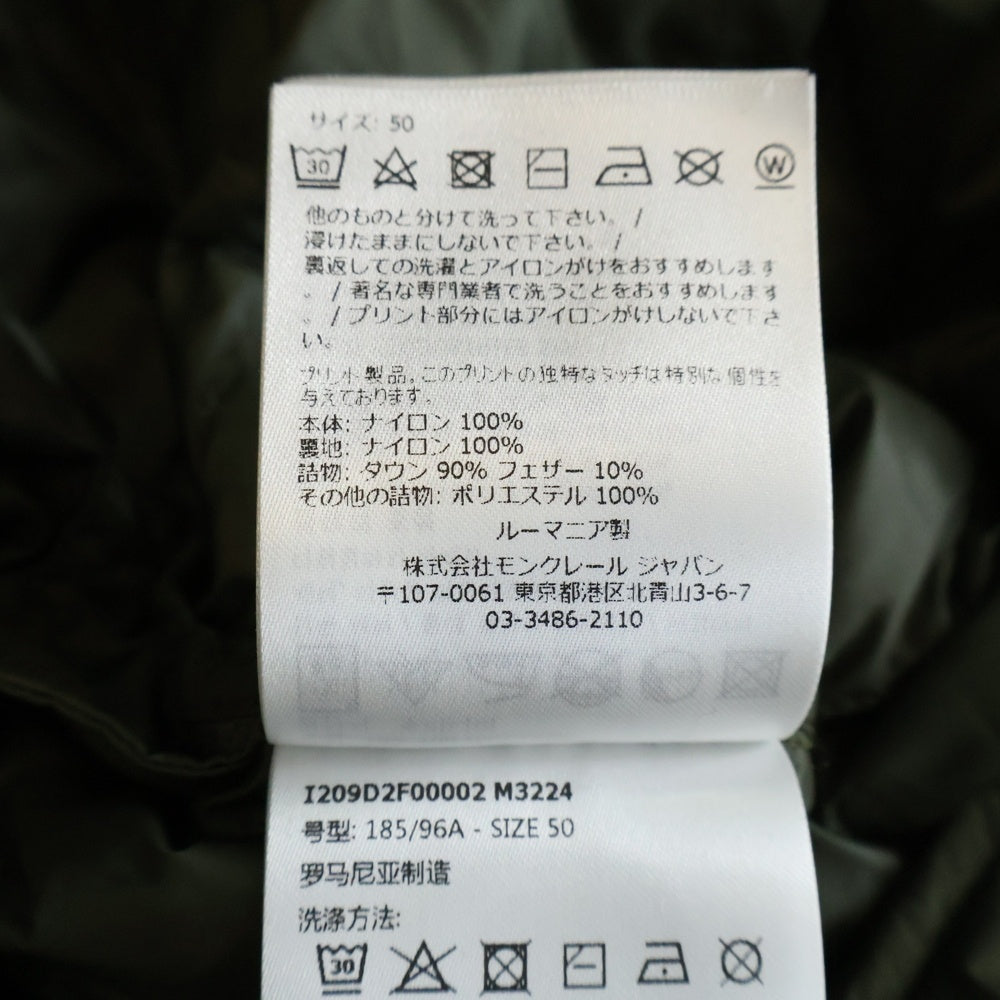 サイズ: 50
30 W
他のものと分けて洗って下さい。 /
浸けたままにしないで下さい。 /
裏返しての洗濯とアイロンがけをおすすめします
。 / 著名な専門業者で洗うことをおすすめします
。 / プリント部分にはアイロンがけしないで下さ
い。
プリント製品。このプリントの独特なタッチは特別な個性を
与えております。
本体: ナイロン 100%
裏地: ナイロン 100%
詰物: ダウン 90% フェザー 10%
その他の詰物: ポリエステル 100%
ルーマニア製
株式会社モンクレール ジャパン
〒107-0061 東京都港区北青山3-6-7
03-3486-2110
I209D2F00002 M3224
号型: 185/96A - SIZE 50
罗马尼亚制造
洗涤方法:
30